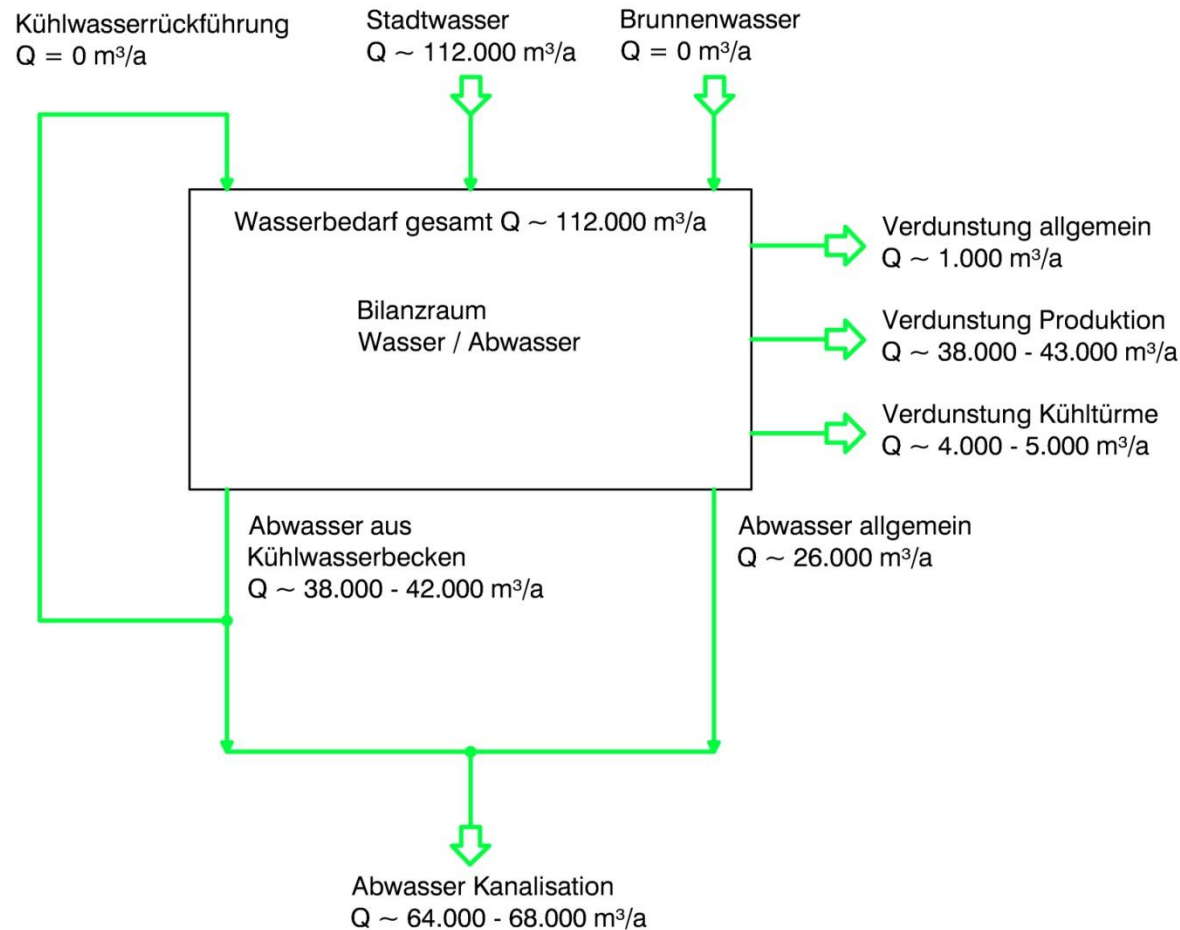 Kühlwasserrückführung
Q = 0 m³/a
Stadtwasser
Q ~ 112.000 m³/a
Brunnenwasser
Q = 0 m³/a
Wasserbedarf gesamt Q ~ 112.000 m³/a
Bilanzraum
Wasser / Abwasser
Verdunstung allgemein
Q ~ 1.000 m³/a
Verdunstung Produktion
Q ~ 38.000 - 43.000 m³/a
Verdunstung Kühltürme
Q ~ 4.000 - 5.000 m³/a
Abwasser aus
Kühlwasserbecken
Q ~ 38.000 - 42.000 m³/a
Abwasser allgemein
Q ~ 26.000 m³/a
Abwasser Kanalisation
Q ~ 64.000 - 68.000 m³/a